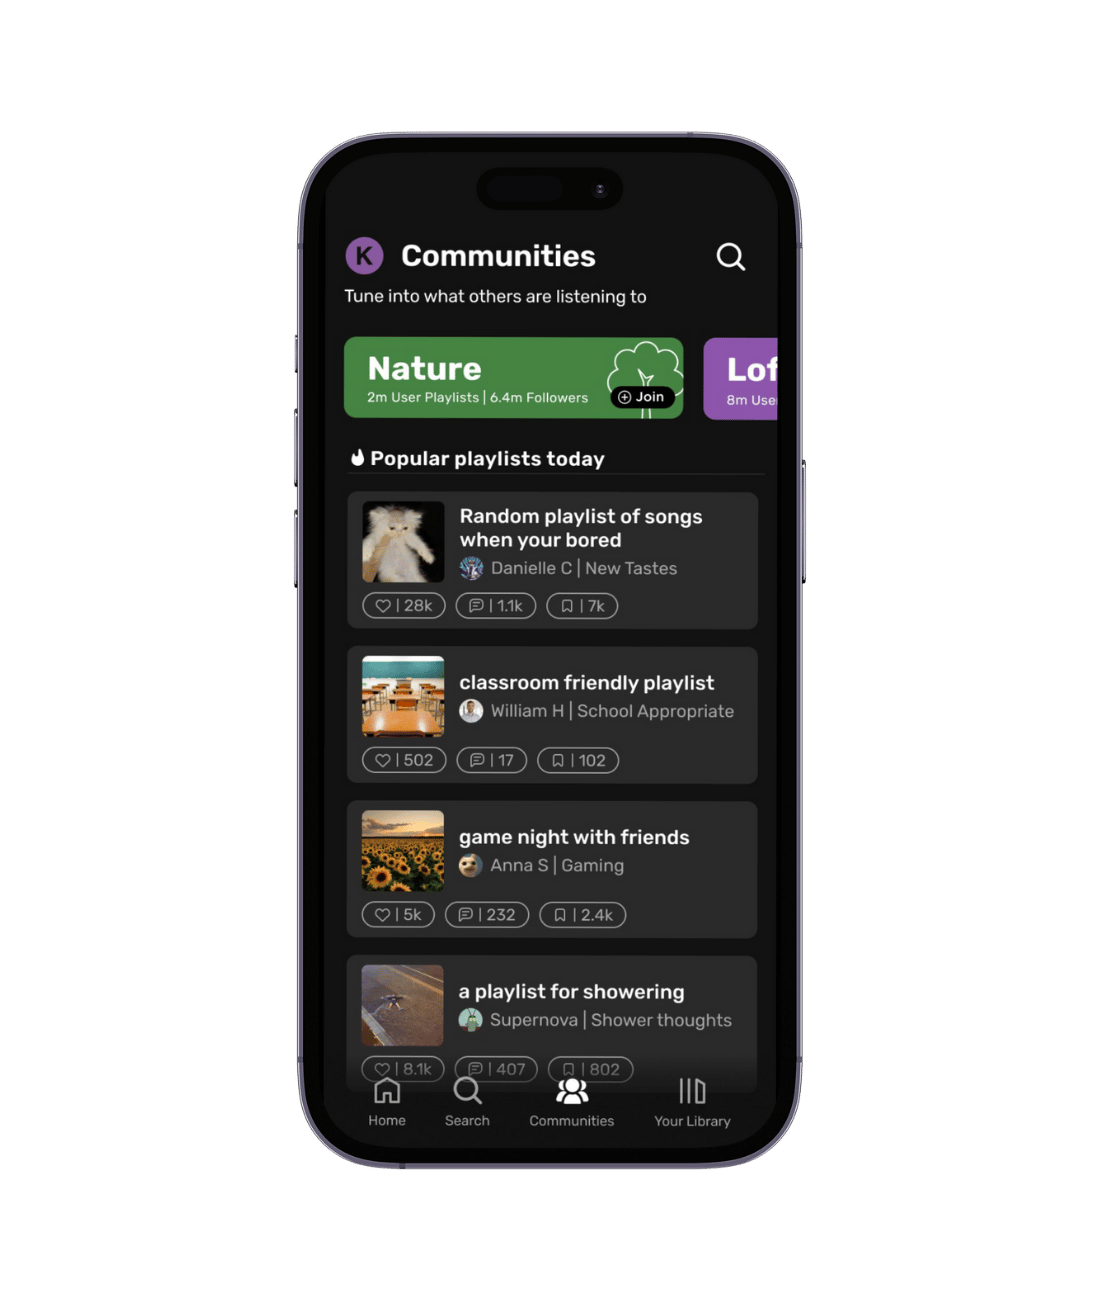 K Communities
Tune into what others are listening to
Nature
2m User Playlists | 6.4m Followers
Join
Lof
8m Use
Popular playlists today
Random playlist of songs
when your bored
Danielle C | New Tastes
| 28k | 1.1k | 7k
classroom friendly playlist
William H | School Appropriate
| 502 | 17 | 102
game night with friends
Anna S | Gaming
| 5k | 232 | 2.4k
a playlist for showering
Supernova | Shower thoughts
| 8.1k | 407 | 802
Home Search Communities Your Library